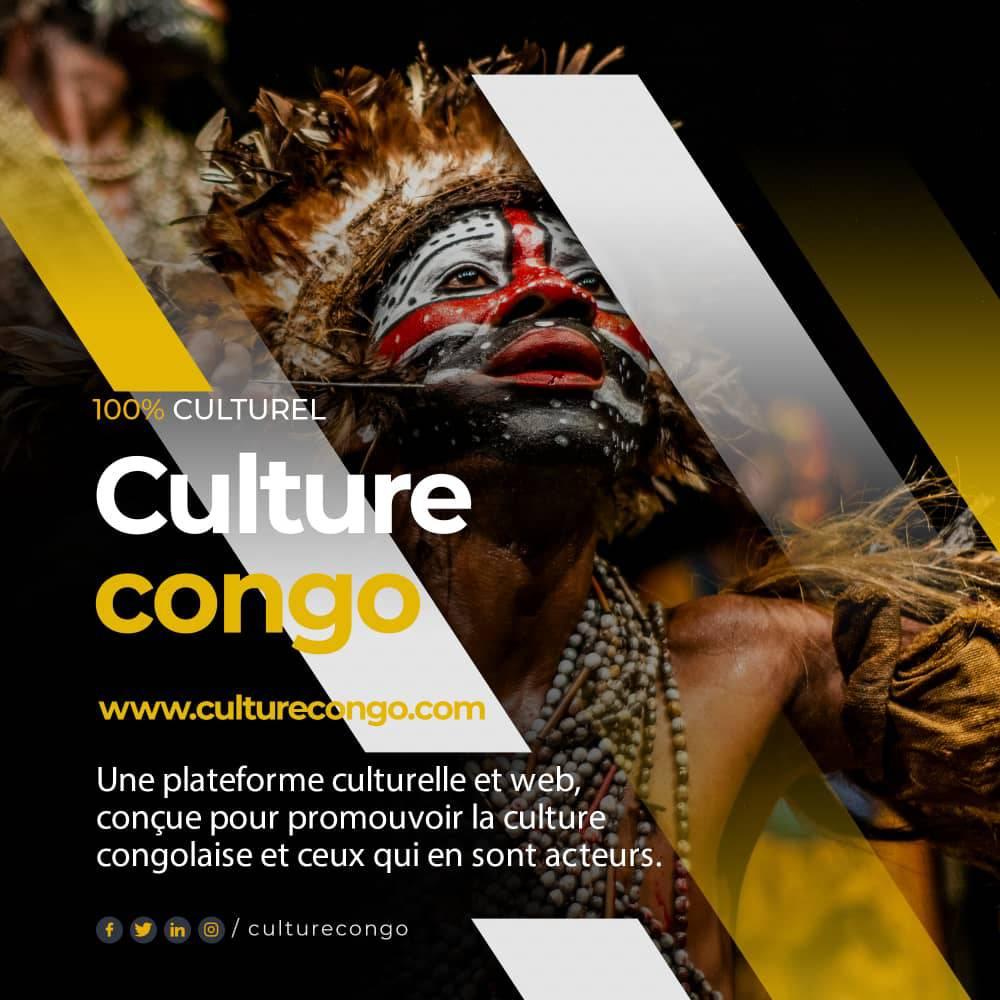 100% CULTUREL
Culture
congo
www.culturecongo.com
Une plateforme culturelle et web,
conçue pour promouvoir la culture
congolaise et ceux qui en sont acteurs.
/ culturecongo